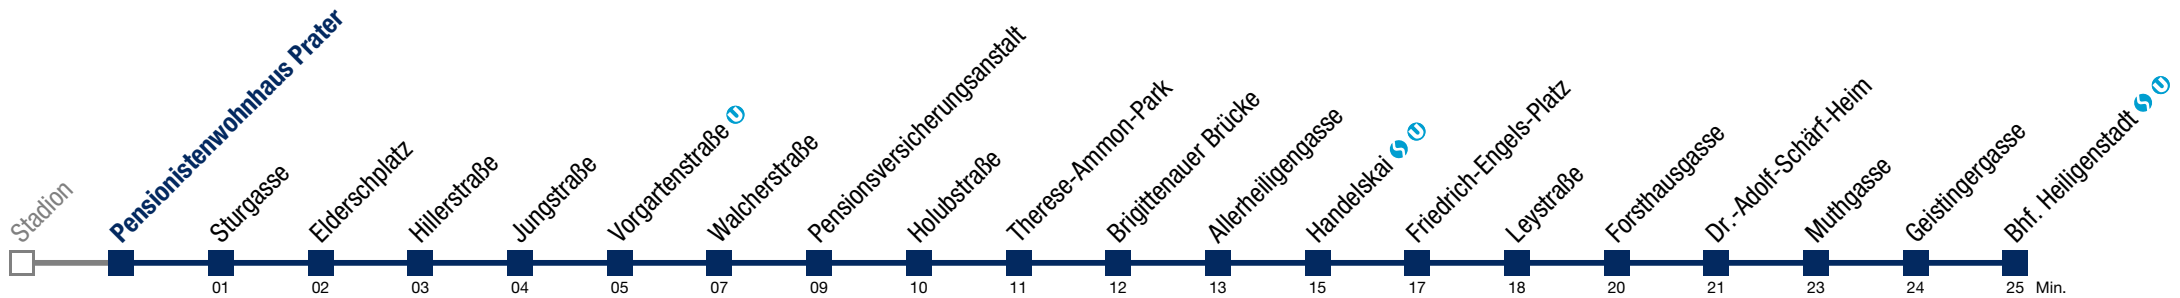 Stadion
Pensionistenwohnhaus Prater
Sturgasse
Elderschplatz
Hillerstraße
Jungstraße
Vorgartenstraße U
Walcherstraße
Pensionsversicherungsanstalt
Holubstraße
Therese-Ammon-Park
Brigittenauer Brücke
Allerheiligengasse
Handelskai S U
Friedrich-Engels-Platz
Leystraße
Forsthausgasse
Dr.-Adolf-Schärf-Heim
Muthgasse
Geistingergasse
Bhf. Heiligenstadt S U
01 02 03 04 05 07 09 10 11 12 13 15 17 18 20 21 23 24 25 Min.